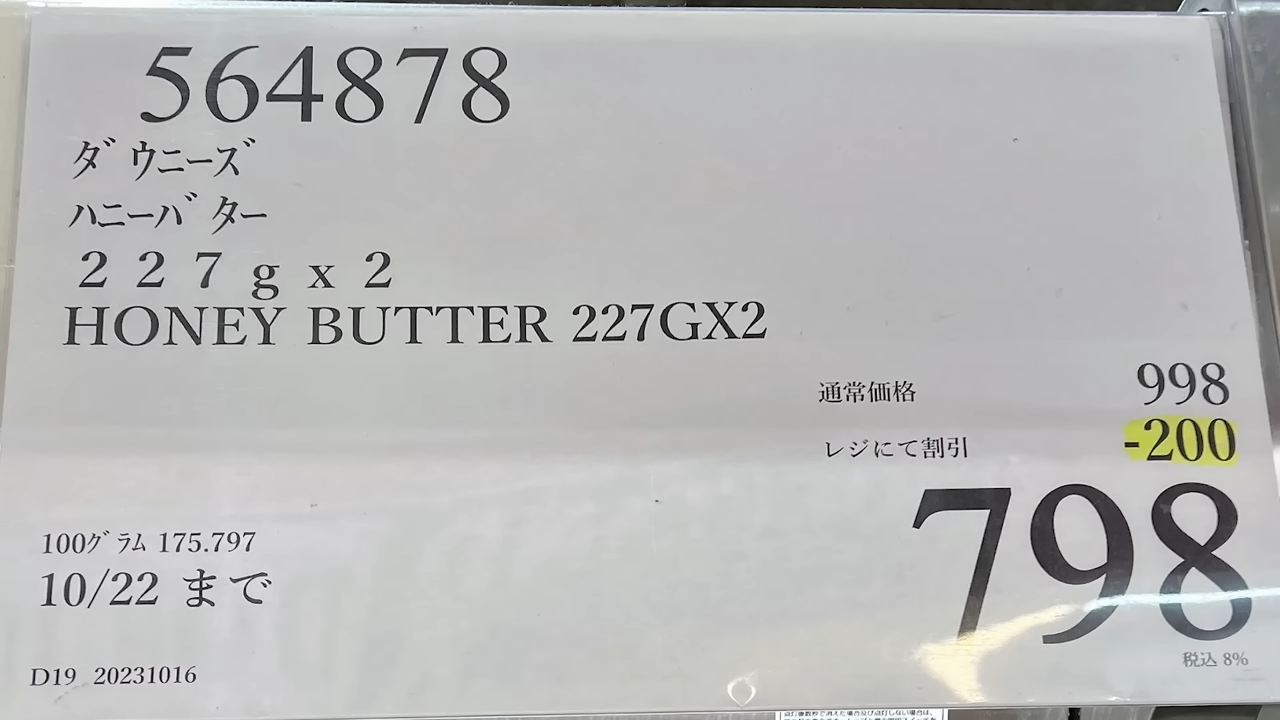 564878
ﾀﾞｳﾆｰｽﾞ
ﾊﾆｰﾊﾞﾀｰ
２２７ｇｘ２
HONEY BUTTER 227GX2
通常価格 998
レジにて割引 -200
798
税込 8%
100ｸﾞﾗﾑ 175.797
10/22 まで
D19 20231016